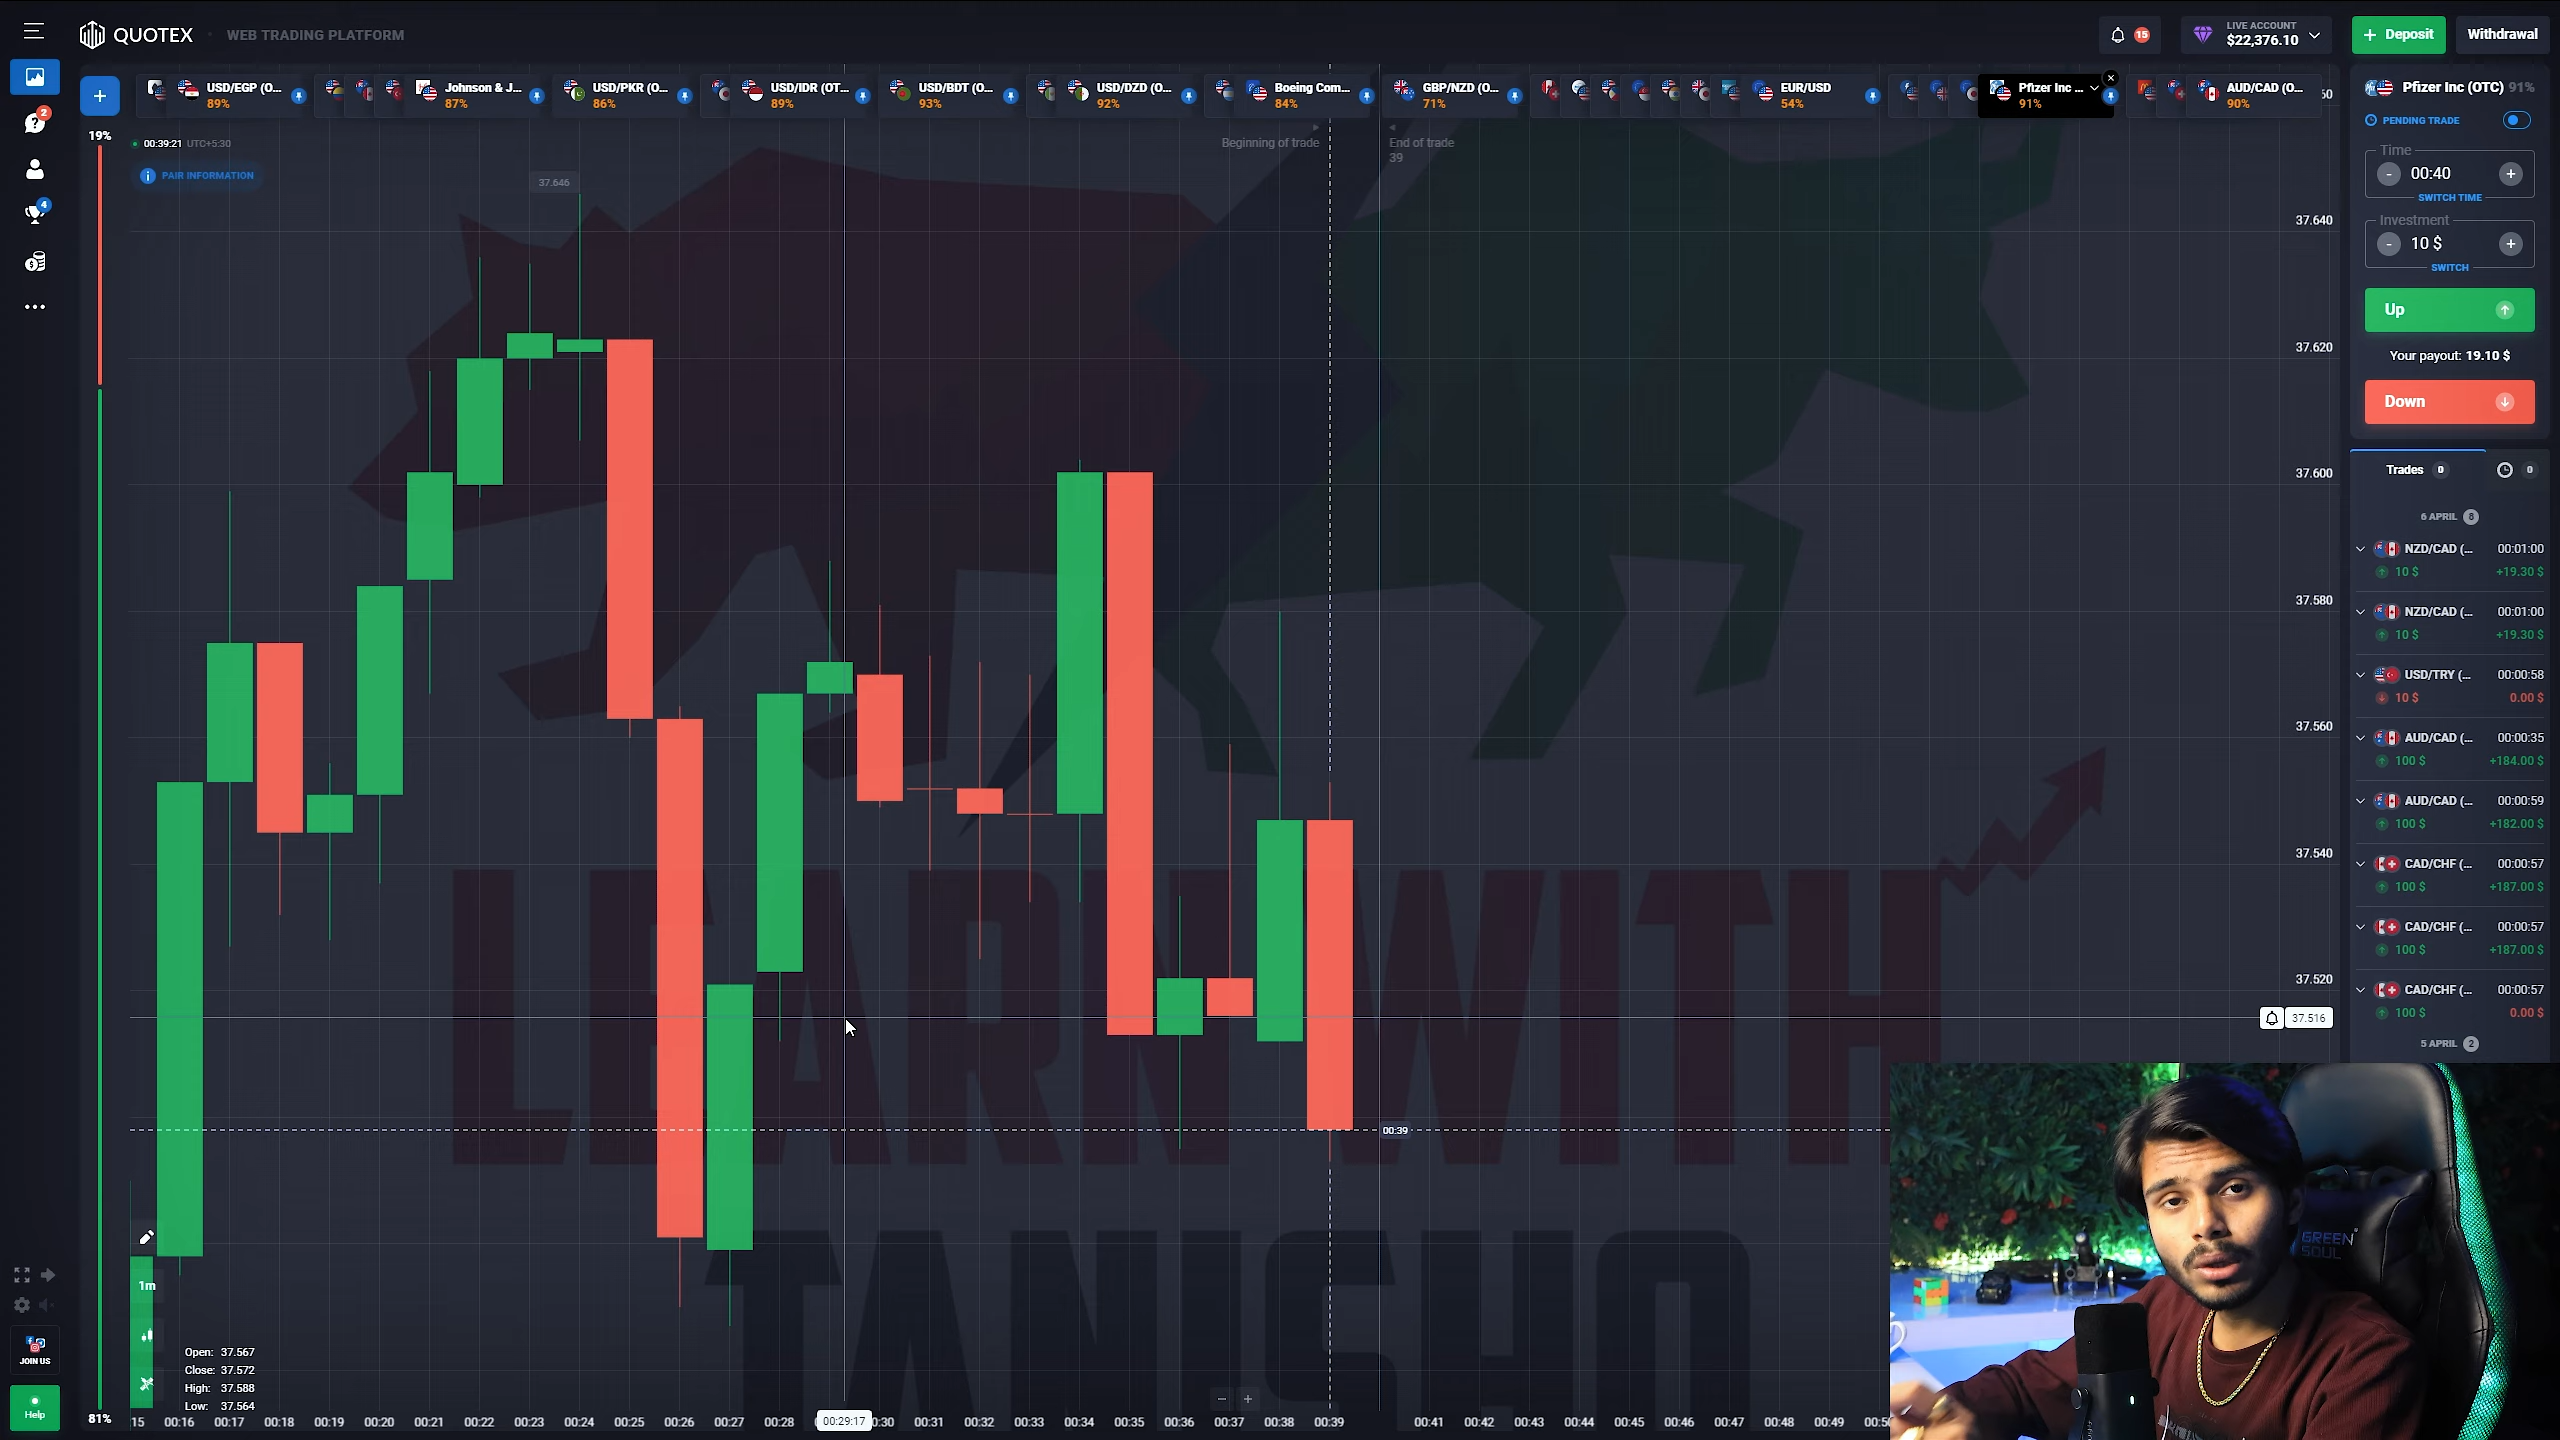 QUOTEX
WEB TRADING PLATFORM
15
LIVE ACCOUNT
$22,376.10
+ Deposit
Withdrawal
USD/EGP (O...
89%
Johnson & J...
87%
USD/PKR (O...
86%
USD/IDR (OT...
89%
USD/BDT (O...
93%
USD/DZD (O...
92%
Boeing Com...
84%
GBP/NZD (O...
71%
EUR/USD
54%
Pfizer Inc ...
91%
AUD/CAD (O...
90%
60
2
4
19%
00:39:21 UTC+5:30
PAIR INFORMATION
37.646
Beginning of trade
End of trade
39
37.640
37.620
37.600
37.580
37.560
37.540
37.520
37.516
00:39
Pfizer Inc (OTC) 91%
PENDING TRADE
Time
- 00:40 +
SWITCH TIME
Investment
- 10 $ +
SWITCH
Up
Your payout: 19.10 $
Down
Trades 0
0
6 APRIL 8
NZD/CAD (... 00:01:00
10 $ +19.30 $
NZD/CAD (... 00:01:00
10 $ +19.30 $
USD/TRY (... 00:00:58
10 $ 0.00 $
AUD/CAD (... 00:00:35
100 $ +184.00 $
AUD/CAD (... 00:00:59
100 $ +182.00 $
CAD/CHF (... 00:00:57
100 $ +187.00 $
CAD/CHF (... 00:00:57
100 $ +187.00 $
CAD/CHF (... 00:00:57
100 $ 0.00 $
5 APRIL 2
LEARN WITH
TANISHQ
GREEN
SOUL
1m
JOIN US
Help
81%
Open: 37.567
Close: 37.572
High: 37.588
Low: 37.564
15 00:16 00:17 00:18 00:19 00:20 00:21 00:22 00:23 00:24 00:25 00:26 00:27 00:28 00:29:17 0:30 00:31 00:32 00:33 00:34 00:35 00:36 00:37 00:38 00:39 00:41 00:42 00:43 00:44 00:45 00:46 00:47 00:48 00:49 00:50